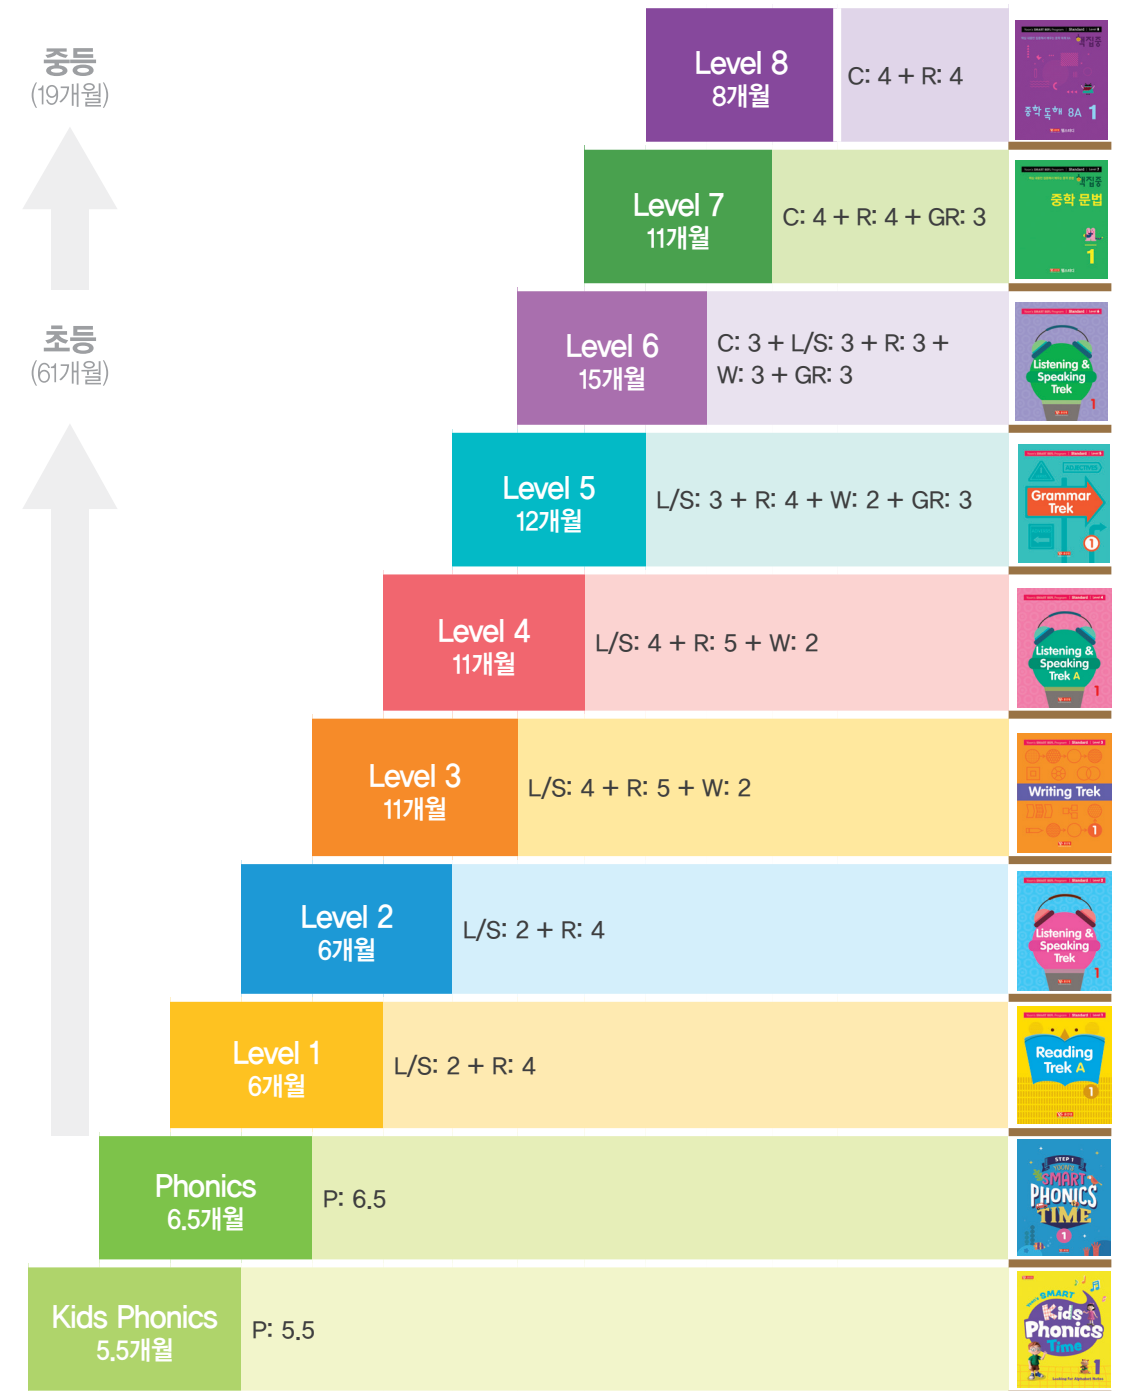 중등
(19개월)
Level 8
8개월
C: 4 + R: 4
중학 독해 8A 1
Level 7
11개월
C: 4 + R: 4 + GR: 3
중학 문법
1
초등
(61개월)
Level 6
15개월
C: 3 + L/S: 3 + R: 3 +
W: 3 + GR: 3
Listening &
Speaking
Trek
1
Level 5
12개월
L/S: 3 + R: 4 + W: 2 + GR: 3
ADJECTIVES
Grammar
Trek
1
Level 4
11개월
L/S: 4 + R: 5 + W: 2
Listening &
Speaking
Trek A
1
Level 3
11개월
L/S: 4 + R: 5 + W: 2
Writing Trek
1
Level 2
6개월
L/S: 2 + R: 4
Listening &
Speaking
Trek
1
Level 1
6개월
L/S: 2 + R: 4
Reading
Trek A
1
Phonics
6.5개월
P: 6.5
STEP 1
YOUNG'S
SMART
PHONICS
TIME
1
Kids Phonics
5.5개월
P: 5.5
SMART
Kids
Phonics
Time
1